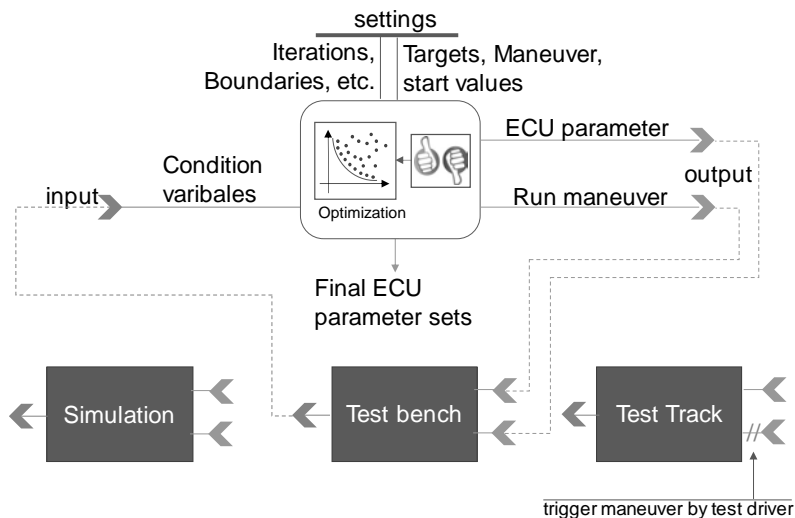 settings
Iterations,
Boundaries, etc.
Targets, Maneuver,
start values
ECU parameter
Condition
varibales
input
output
Run maneuver
Optimization
Final ECU
parameter sets
Simulation
Test bench
Test Track
//
trigger maneuver by test driver